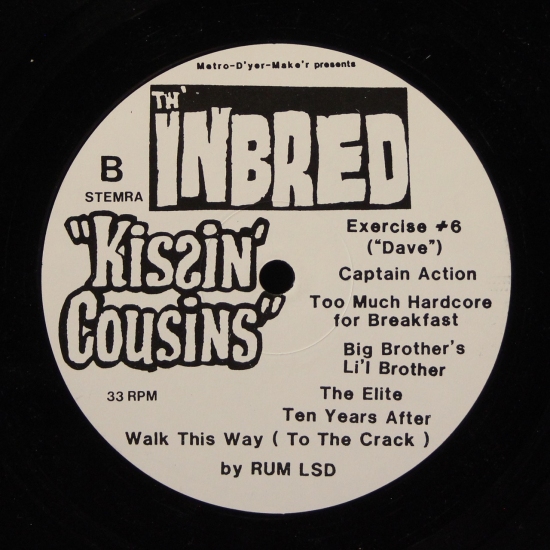 Metro-D'yer-Make'r presents
TH'
INBRED
B
STEMRA
"KISSIN'
COUSINS"
Exercise #6
("Dave")
Captain Action
Too Much Hardcore
for Breakfast
Big Brother's
Li'l Brother
33 RPM
The Elite
Ten Years After
Walk This Way ( To The Crack )
by RUM LSD